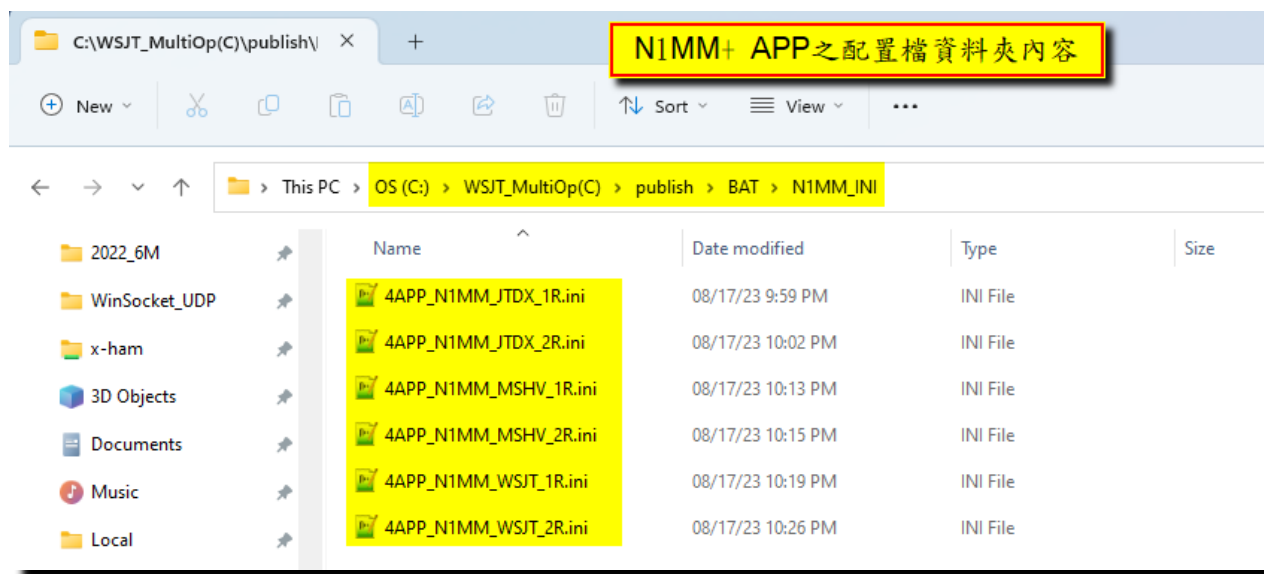 C:\WSJT_MultiOp(C)\publish\
N1MM+ APP之配置檔資料夾內容
New
Sort
View
This PC > OS (C:) > WSJT_MultiOp(C) > publish > BAT > N1MM_INI
Name Date modified Type Size
2022_6M
WinSocket_UDP
x-ham
3D Objects
Documents
Music
Local
4APP_N1MM_JTDX_1R.ini 08/17/23 9:59 PM INI File
4APP_N1MM_JTDX_2R.ini 08/17/23 10:02 PM INI File
4APP_N1MM_MSHV_1R.ini 08/17/23 10:13 PM INI File
4APP_N1MM_MSHV_2R.ini 08/17/23 10:15 PM INI File
4APP_N1MM_WSJT_1R.ini 08/17/23 10:19 PM INI File
4APP_N1MM_WSJT_2R.ini 08/17/23 10:26 PM INI File